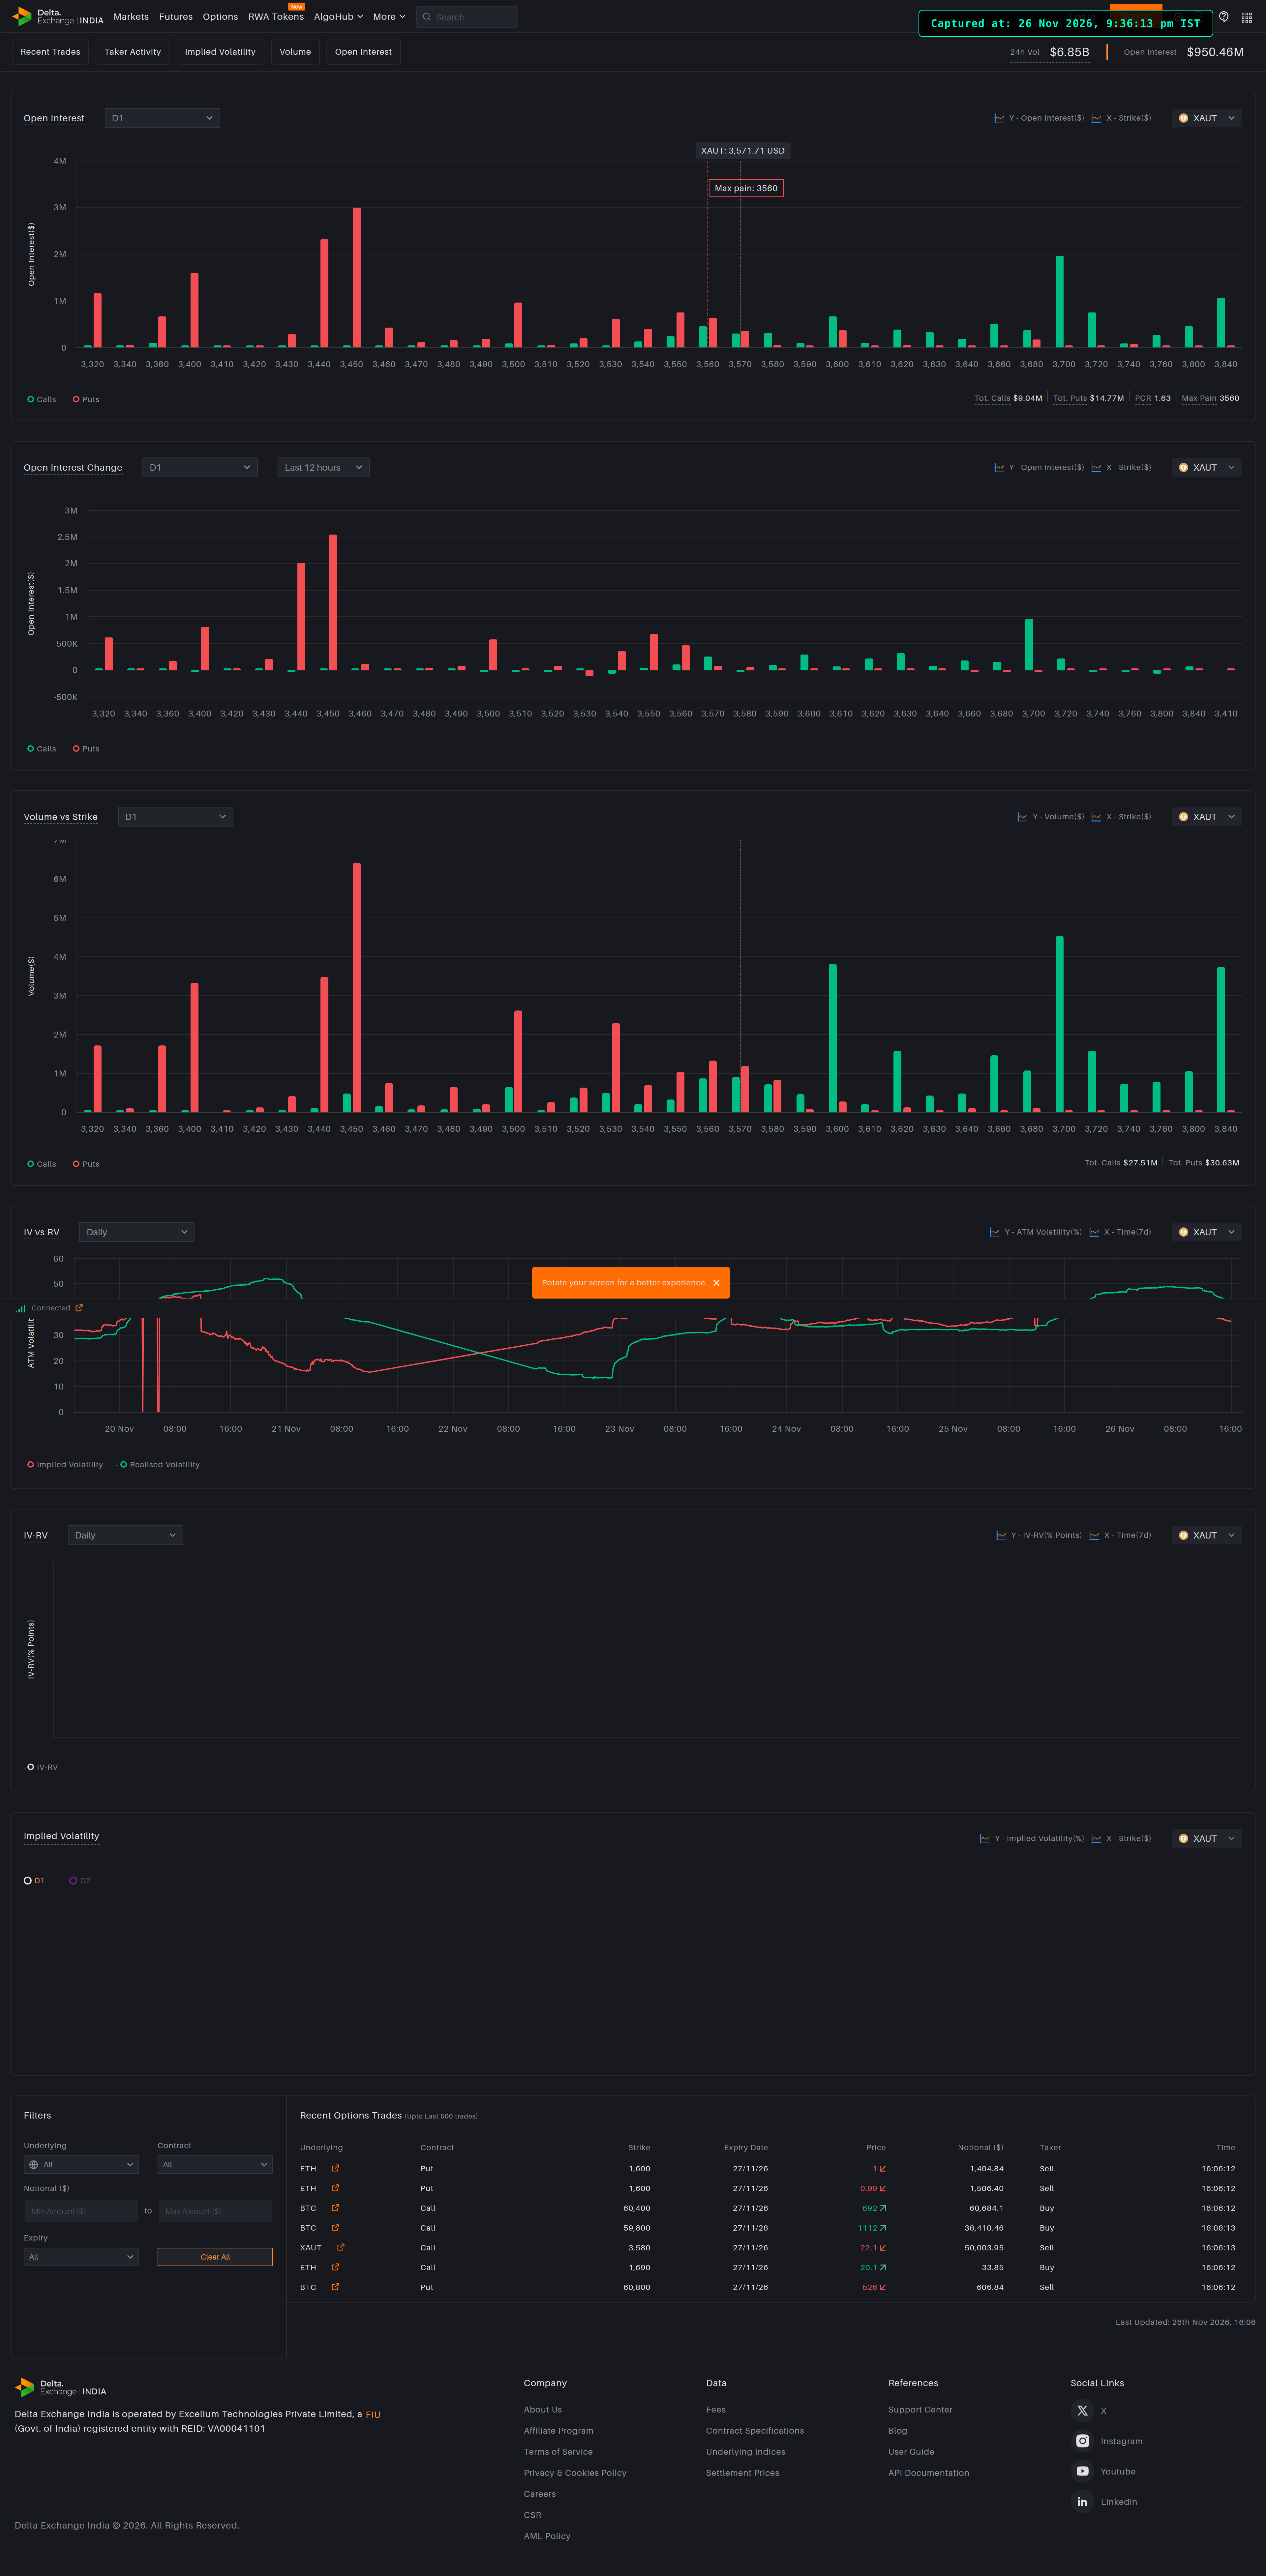 Delta. Exchange | INDIA
Markets Futures Options RWA Tokens New AlgoHub More Search
Captured at: 26 Nov 2026, 9:36:13 pm IST
Recent Trades Taker Activity Implied Volatility Volume Open Interest
24h Vol $6.85B Open Interest $950.46M
Open Interest D1 Y - Open Interest($) X - Strike($) XAUT
XAUT: 3,571.71 USD
Max pain: 3560
Open Interest($)
4M
3M
2M
1M
0
3,320 3,340 3,360 3,400 3,410 3,420 3,430 3,440 3,450 3,460 3,470 3,480 3,490 3,500 3,510 3,520 3,530 3,540 3,550 3,560 3,570 3,580 3,590 3,600 3,610 3,620 3,630 3,640 3,660 3,680 3,700 3,720 3,740 3,760 3,800 3,840
Calls Puts
Tot. Calls $9.04M Tot. Puts $14.77M PCR 1.63 Max Pain 3560
Open Interest Change D1 Last 12 hours Y - Open Interest($) X - Strike($) XAUT
Open Interest($)
3M
2.5M
2M
1.5M
1M
500K
0
-500K
3,320 3,340 3,360 3,400 3,420 3,430 3,440 3,450 3,460 3,470 3,480 3,490 3,500 3,510 3,520 3,530 3,540 3,550 3,560 3,570 3,580 3,590 3,600 3,610 3,620 3,630 3,640 3,660 3,680 3,700 3,720 3,740 3,760 3,800 3,840 3,410
Calls Puts
Volume vs Strike D1 Y - Volume($) X - Strike($) XAUT
Volume($)
7M
6M
5M
4M
3M
2M
1M
0
3,320 3,340 3,360 3,400 3,410 3,420 3,430 3,440 3,450 3,460 3,470 3,480 3,490 3,500 3,510 3,520 3,530 3,540 3,550 3,560 3,570 3,580 3,590 3,600 3,610 3,620 3,630 3,640 3,660 3,680 3,700 3,720 3,740 3,760 3,800 3,840
Calls Puts
Tot. Calls $27.51M Tot. Puts $30.63M
IV vs RV Daily Y - ATM Volatility(%) X - Time(7d) XAUT
60
50
Rotate your screen for a better experience.
Connected
ATM
30
20
10
0
20 Nov 08:00 16:00 21 Nov 08:00 16:00 22 Nov 08:00 16:00 23 Nov 08:00 16:00 24 Nov 08:00 16:00 25 Nov 08:00 16:00 26 Nov 08:00 16:00
Implied Volatility Realised Volatility
IV-RV Daily Y - IV-RV(% Points) X - Time(7d) XAUT
IV-RV(% Points)
IV-RV
Implied Volatility Y - Implied Volatility(%) X - Strike($) XAUT
D1 D2
Filters
Underlying Contract
All All
Notional ($)
Min Amount ($) to Max Amount ($)
Expiry
All Clear All
Recent Options Trades (Upto Last 500 trades)
Underlying Contract Strike Expiry Date Price Notional ($) Taker Time
ETH Put 1,600 27/11/26 1 1,404.84 Sell 16:06:12
ETH Put 1,600 27/11/26 0.99 1,506.40 Sell 16:06:12
BTC Call 60,400 27/11/26 692 60,684.1 Buy 16:06:12
BTC Call 59,800 27/11/26 1112 36,410.46 Buy 16:06:13
XAUT Call 3,580 27/11/26 22.1 50,003.95 Sell 16:06:13
ETH Call 1,690 27/11/26 20.1 33.85 Buy 16:06:12
BTC Put 60,800 27/11/26 526 606.84 Sell 16:06:12
Last Updated: 26th Nov 2026, 16:06
Delta. Exchange | INDIA
Delta Exchange India is operated by Excelium Technologies Private Limited, a FIU
(Govt. of India) registered entity with REID: VA00041101
Delta Exchange India © 2026. All Rights Reserved.
Company
About Us
Affiliate Program
Terms of Service
Privacy & Cookies Policy
Careers
CSR
AML Policy
Data
Fees
Contract Specifications
Underlying Indices
Settlement Prices
References
Support Center
Blog
User Guide
API Documentation
Social Links
X
Instagram
Youtube
Linkedin